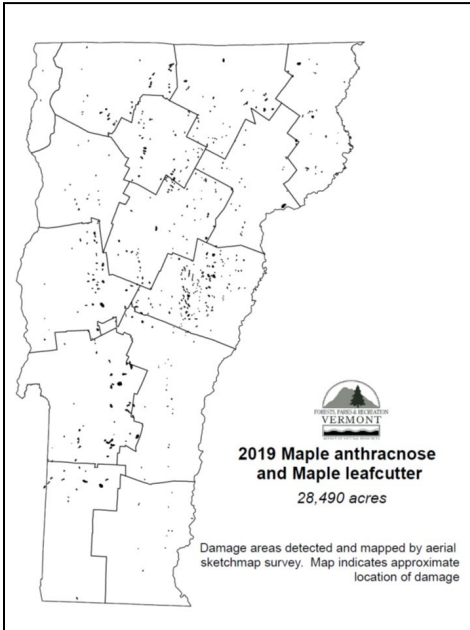 FORESTS, PARKS & RECREATION
VERMONT
2019 Maple anthracnose
and Maple leafcutter
28,490 acres
Damage areas detected and mapped by aerial
sketchmap survey. Map indicates approximate
location of damage